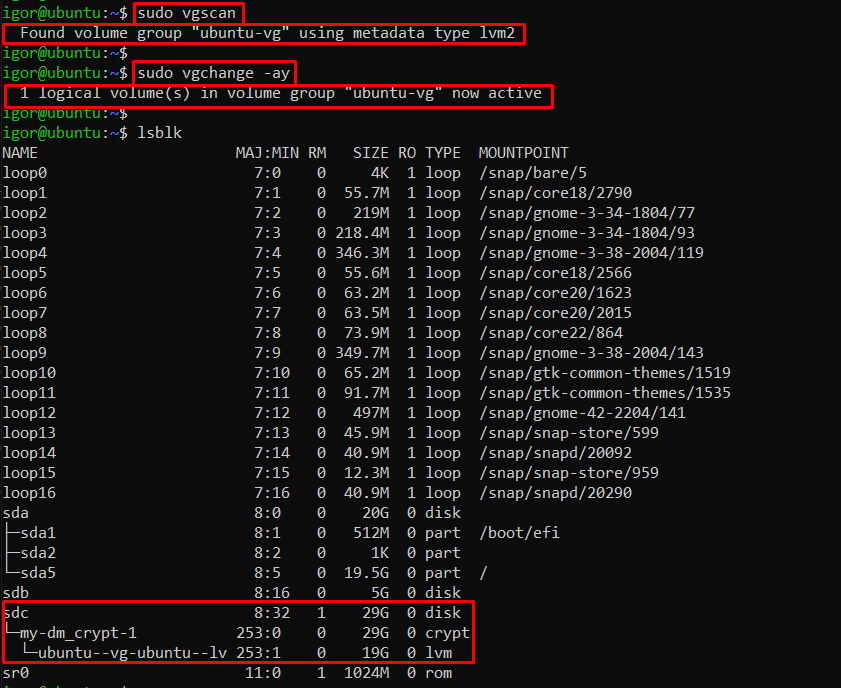 igor@ubuntu:~$ sudo vgscan
  Found volume group "ubuntu-vg" using metadata type lvm2
igor@ubuntu:~$
igor@ubuntu:~$ sudo vgchange -ay
  1 logical volume(s) in volume group "ubuntu-vg" now active
igor@ubuntu:~$
igor@ubuntu:~$ lsblk
NAME                       MAJ:MIN RM   SIZE RO TYPE  MOUNTPOINT
loop0                        7:0    0     4K  1 loop  /snap/bare/5
loop1                        7:1    0  55.7M  1 loop  /snap/core18/2790
loop2                        7:2    0   219M  1 loop  /snap/gnome-3-34-1804/77
loop3                        7:3    0 218.4M  1 loop  /snap/gnome-3-34-1804/93
loop4                        7:4    0 346.3M  1 loop  /snap/gnome-3-38-2004/119
loop5                        7:5    0  55.6M  1 loop  /snap/core18/2566
loop6                        7:6    0  63.2M  1 loop  /snap/core20/1623
loop7                        7:7    0  63.5M  1 loop  /snap/core20/2015
loop8                        7:8    0  73.9M  1 loop  /snap/core22/864
loop9                        7:9    0 349.7M  1 loop  /snap/gnome-3-38-2004/143
loop10                       7:10   0  65.2M  1 loop  /snap/gtk-common-themes/1519
loop11                       7:11   0  91.7M  1 loop  /snap/gtk-common-themes/1535
loop12                       7:12   0   497M  1 loop  /snap/gnome-42-2204/141
loop13                       7:13   0  45.9M  1 loop  /snap/snap-store/599
loop14                       7:14   0  40.9M  1 loop  /snap/snapd/20092
loop15                       7:15   0  12.3M  1 loop  /snap/snap-store/959
loop16                       7:16   0  40.9M  1 loop  /snap/snapd/20290
sda                          8:0    0    20G  0 disk
├─sda1                       8:1    0   512M  0 part  /boot/efi
├─sda2                       8:2    0     1K  0 part
└─sda5                       8:5    0  19.5G  0 part  /
sdb                          8:16   0     5G  0 disk
sdc                          8:32   1    29G  0 disk
└─my-dm_crypt-1            253:0    0    29G  0 crypt
  └─ubuntu--vg-ubuntu--lv 253:1    0    19G  0 lvm
sr0                         11:0    1  1024M  0 rom